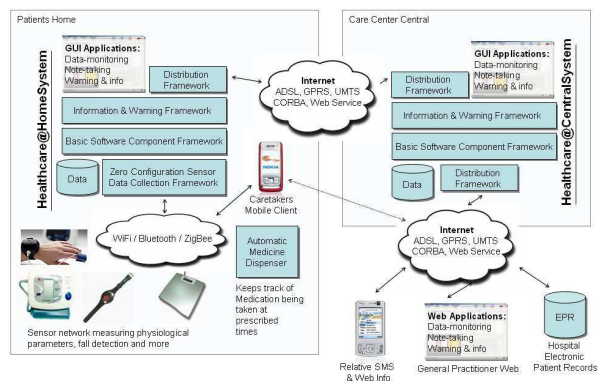 Patients Home
Healthcare@HomeSystem
GUI Applications:
Data-monitoring
Note-taking
Warning & info
Distribution
Framework
Information & Warning Framework
Basic Software Component Framework
Data
Zero Configuration Sensor
Data Collection Framework
WiFi / Bluetooth / ZigBee
Sensor network measuring physiological
parameters, fall detection and more
Caretakers
Mobile Client
Automatic
Medicine
Dispenser
Keeps track of
Medication being
taken at
prescribed
times
Internet
ADSL, GPRS, UMTS
CORBA, Web Service
Care Center Central
Distribution
Framework
GUI Applications:
Data-monitoring
Note-taking
Warning & info
Information & Warning Framework
Basic Software Component Framework
Data
Distribution
Framework
Healthcare@CentralSystem
Internet
ADSL, GPRS, UMTS
CORBA, Web Service
Relative SMS
& Web Info
Web Applications:
Data-monitoring
Note-taking
Warning & info
General Practitioner Web
EPR
Hospital
Electronic
Patient Records